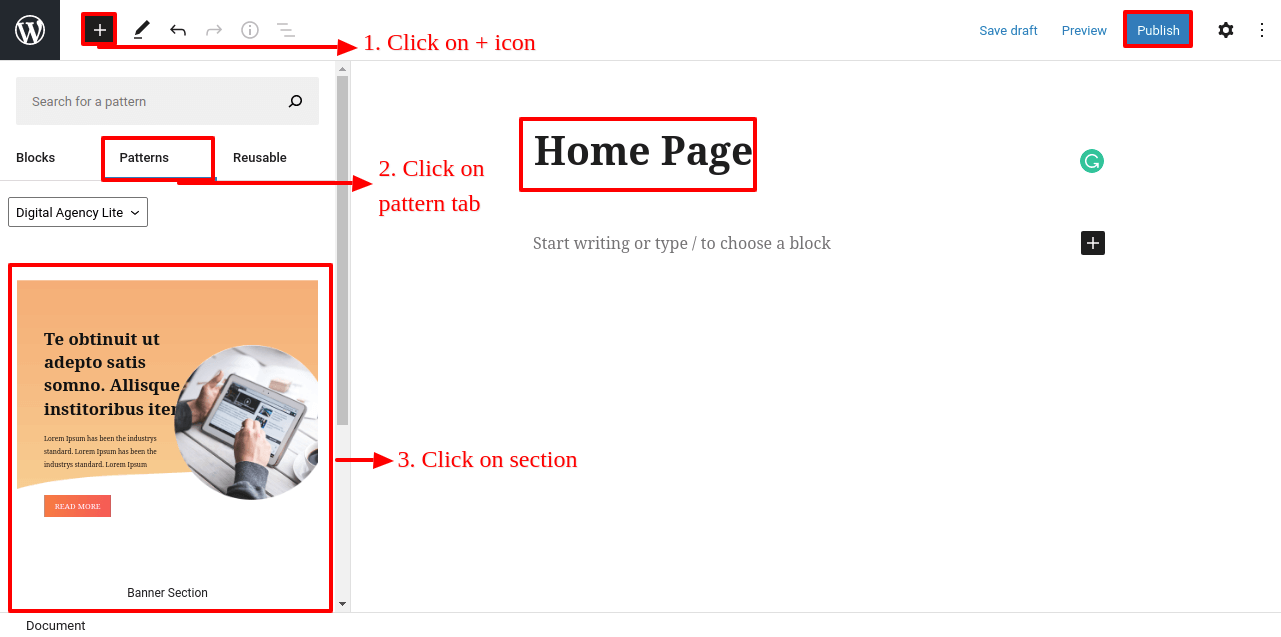 1. Click on + icon
Save draft
Preview
Publish
Search for a pattern
Blocks
Patterns
Reusable
2. Click on
pattern tab
Home Page
Digital Agency Lite
Start writing or type / to choose a block
Te obtinuit ut
adepto satis
somno. Allisque
institoribus iter
Lorem Ipsum has been the industrys
standard. Lorem Ipsum has been the
industrys standard. Lorem Ipsum
READ MORE
3. Click on section
Banner Section
Document